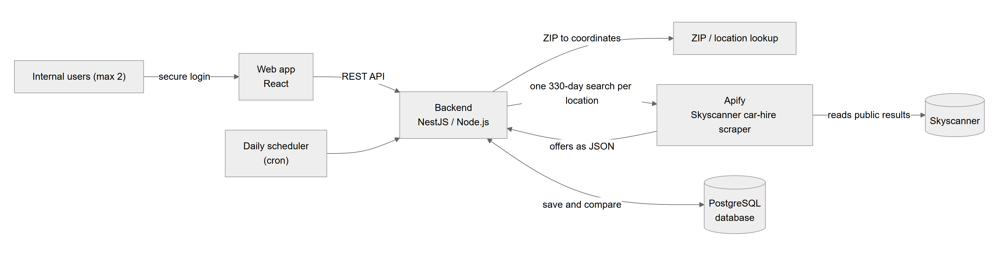 Internal users (max 2)
secure login
Web app
React
REST API
Daily scheduler
(cron)
Backend
NestJS / Node.js
ZIP to coordinates
ZIP / location lookup
one 330-day search per
location
Apify
Skyscanner car-hire
scraper
offers as JSON
reads public results
Skyscanner
save and compare
PostgreSQL
database